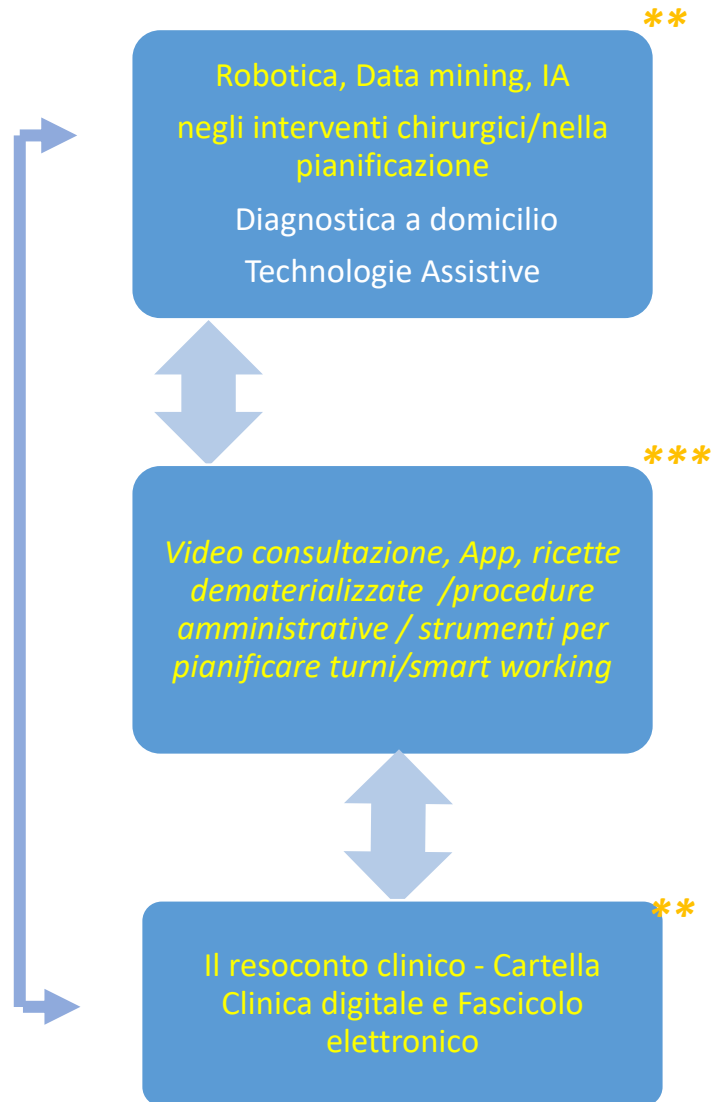 **
Robotica, Data mining, IA
negli interventi chirurgici/nella
pianificazione
Diagnostica a domicilio
Technologie Assistive
***
Video consultazione, App, ricette
dematerializzate /procedure
amministrative / strumenti per
pianificare turni/smart working
**
Il resoconto clinico - Cartella
Clinica digitale e Fascicolo
elettronico